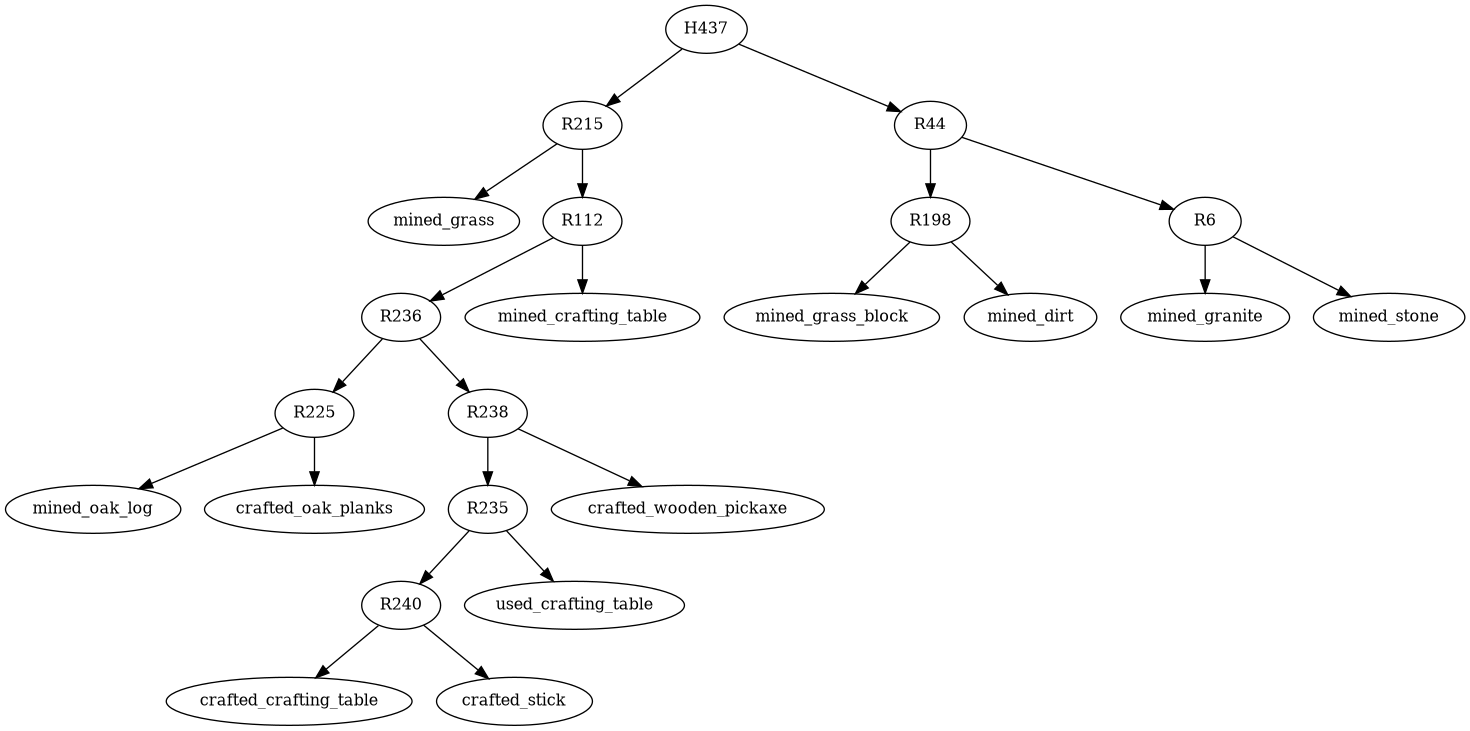 H437
R215
R44
mined_grass
R112
R198
R6
R236
mined_crafting_table
mined_grass_block
mined_dirt
mined_granite
mined_stone
R225
R238
mined_oak_log
crafted_oak_planks
R235
crafted_wooden_pickaxe
R240
used_crafting_table
crafted_crafting_table
crafted_stick